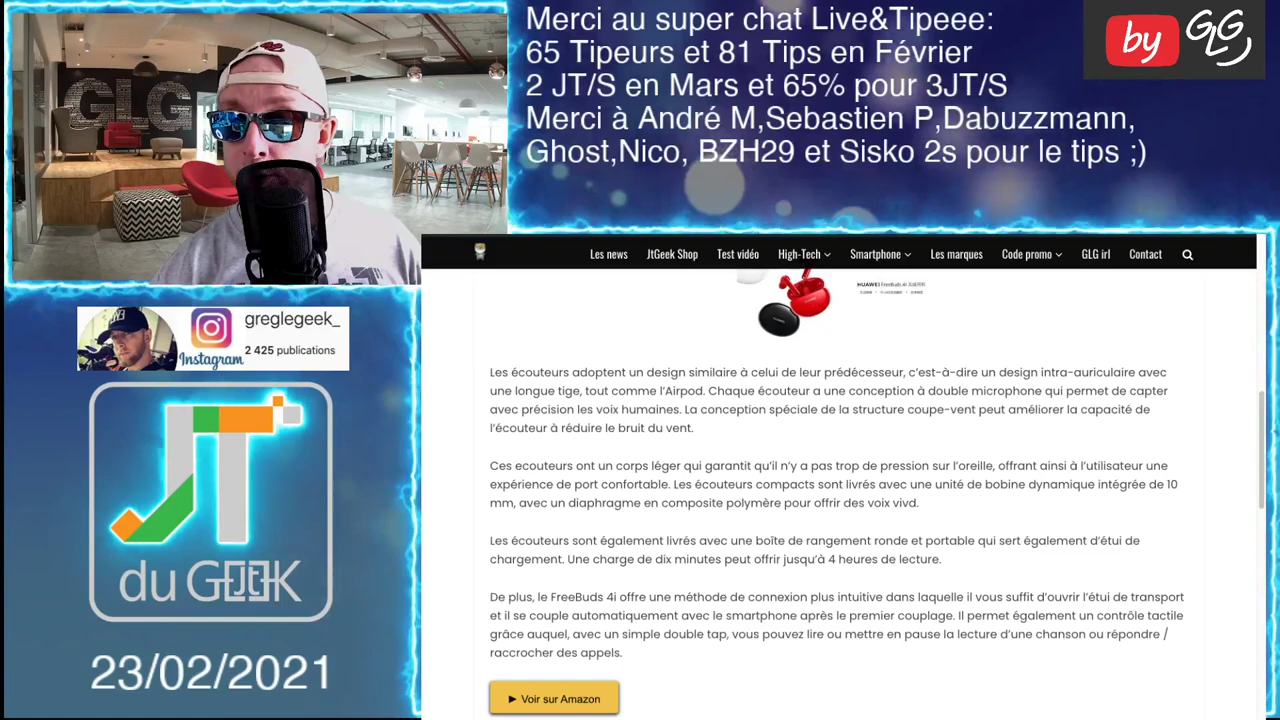 Merci au super chat Live&Tipeee:
65 Tipeurs et 81 Tips en Février
2 JT/S en Mars et 65% pour 3JT/S
Merci à André M,Sebastien P,Dabuzzmann,
Ghost,Nico, BZH29 et Sisko 2s pour le tips ;)
by GLG
GLG
Les news JtGeek Shop Test vidéo High-Tech Smartphone Les marques Code promo GLG irl Contact
HUAWEI FreeBuds 4i
greglegeek_
Instagram
2 425 publications
Les écouteurs adoptent un design similaire à celui de leur prédécesseur, c’est-à-dire un design intra-auriculaire avec
une longue tige, tout comme l’Airpod. Chaque écouteur a une conception à double microphone qui permet de capter
avec précision les voix humaines. La conception spéciale de la structure coupe-vent peut améliorer la capacité de
l’écouteur à réduire le bruit du vent.
Ces ecouteurs ont un corps léger qui garantit qu’il n’y a pas trop de pression sur l’oreille, offrant ainsi à l’utilisateur une
expérience de port confortable. Les écouteurs compacts sont livrés avec une unité de bobine dynamique intégrée de 10
mm, avec un diaphragme en composite polymère pour offrir des voix vivd.
Les écouteurs sont également livrés avec une boîte de rangement ronde et portable qui sert également d’étui de
chargement. Une charge de dix minutes peut offrir jusqu’à 4 heures de lecture.
De plus, le FreeBuds 4i offre une méthode de connexion plus intuitive dans laquelle il vous suffit d’ouvrir l’étui de transport
et il se couple automatiquement avec le smartphone après le premier couplage. Il permet également un contrôle tactile
grâce auquel, avec un simple double tap, vous pouvez lire ou mettre en pause la lecture d’une chanson ou répondre /
raccrocher des appels.
► Voir sur Amazon
JT
du GEEK
23/02/2021